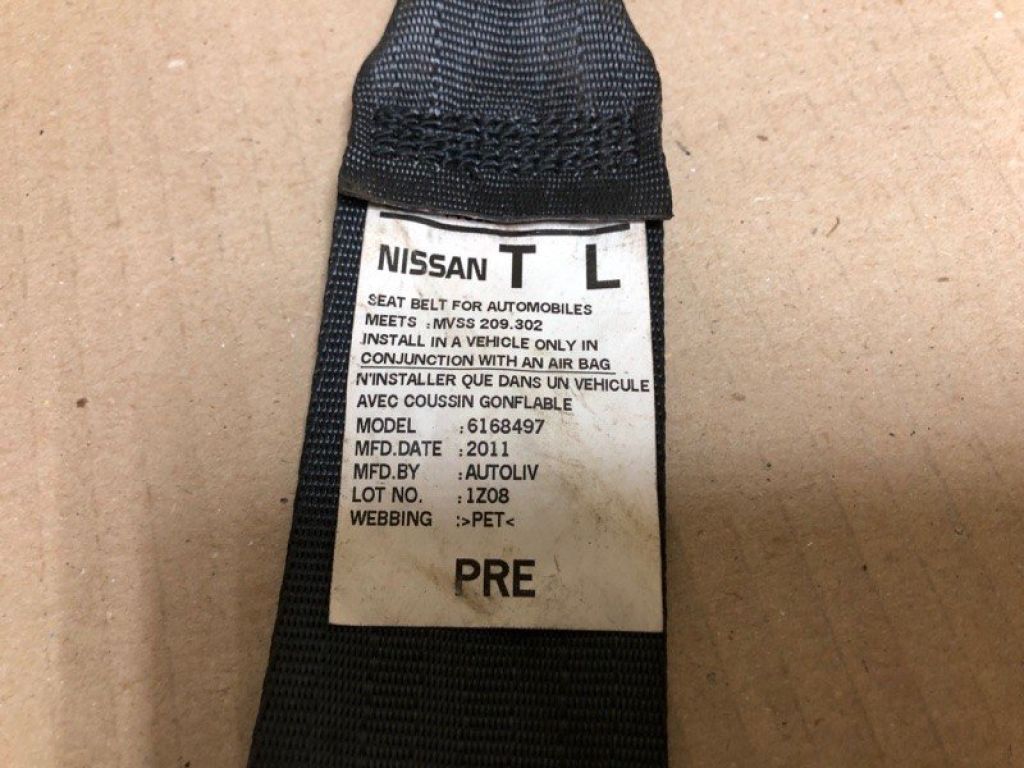 NISSAN T L
SEAT BELT FOR AUTOMOBILES
MEETS :MVSS 209.302
INSTALL IN A VEHICLE ONLY IN
CONJUNCTION WITH AN AIR BAG
N'INSTALLER QUE DANS UN VEHICULE
AVEC COUSSIN GONFLABLE
MODEL :6168497
MFD.DATE :2011
MFD.BY :AUTOLIV
LOT NO. :1Z08
WEBBING :>PET<
PRE